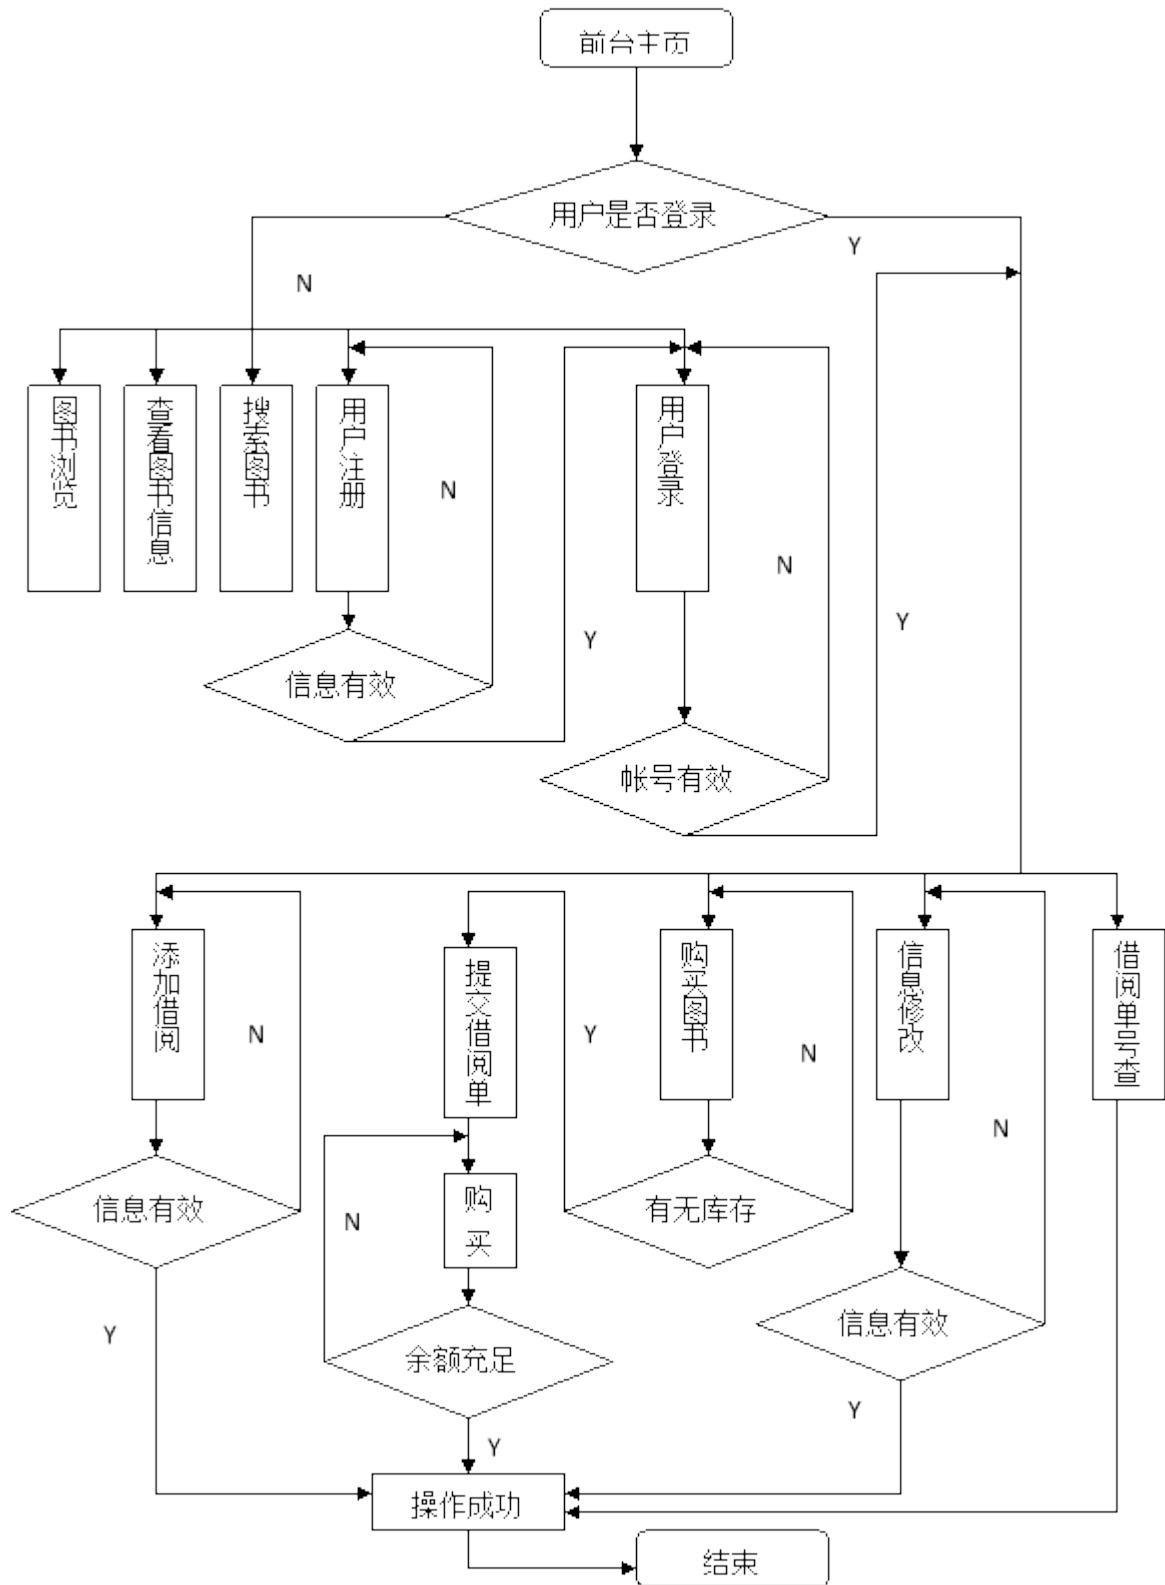 前台主页
用户是否登录
Y
N
图书浏览
查看图书信息
搜索图书
用户注册
N
用户登录
N
Y
Y
信息有效
帐号有效
添加借阅
N
提交借阅单
Y
购买图书
N
信息修改
N
借阅单号查
信息有效
N
购买
有无库存
Y
余额充足
信息有效
Y
Y
操作成功
结束